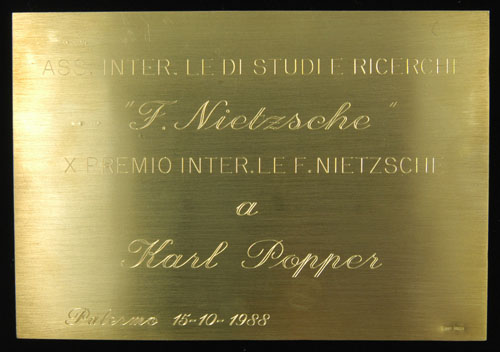 ASS. INTER. LE DI STUDI E RICERCHE
"F. Nietzsche"
X PREMIO INTER.LE F. NIETZSCHE
a
Karl Popper
Palermo 15-10-1988